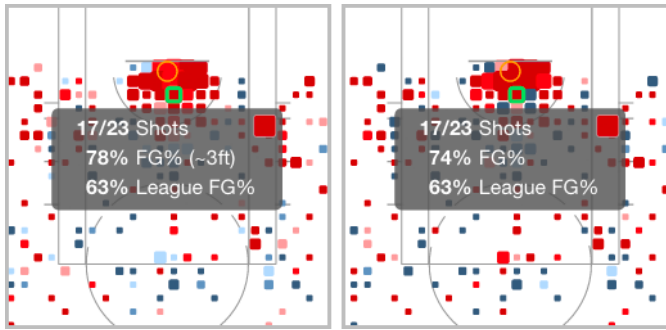 17/23 Shots
78% FG% (~3ft)
63% League FG%
17/23 Shots
74% FG%
63% League FG%